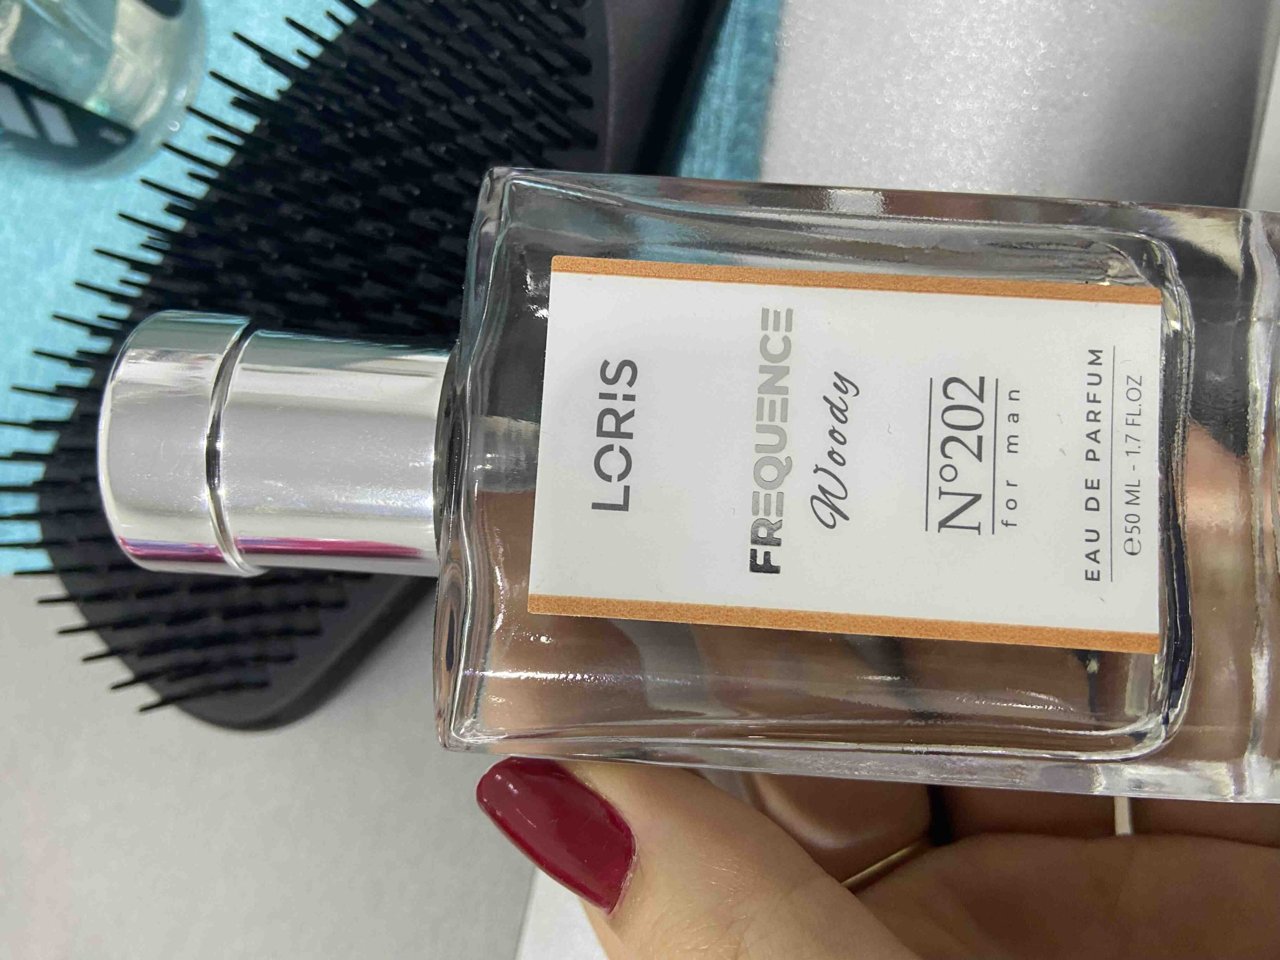 LORIS
FREQUENCE
Woody
N°202
for man
EAU DE PARFUM
℮50 ML - 1.7 FL.OZ